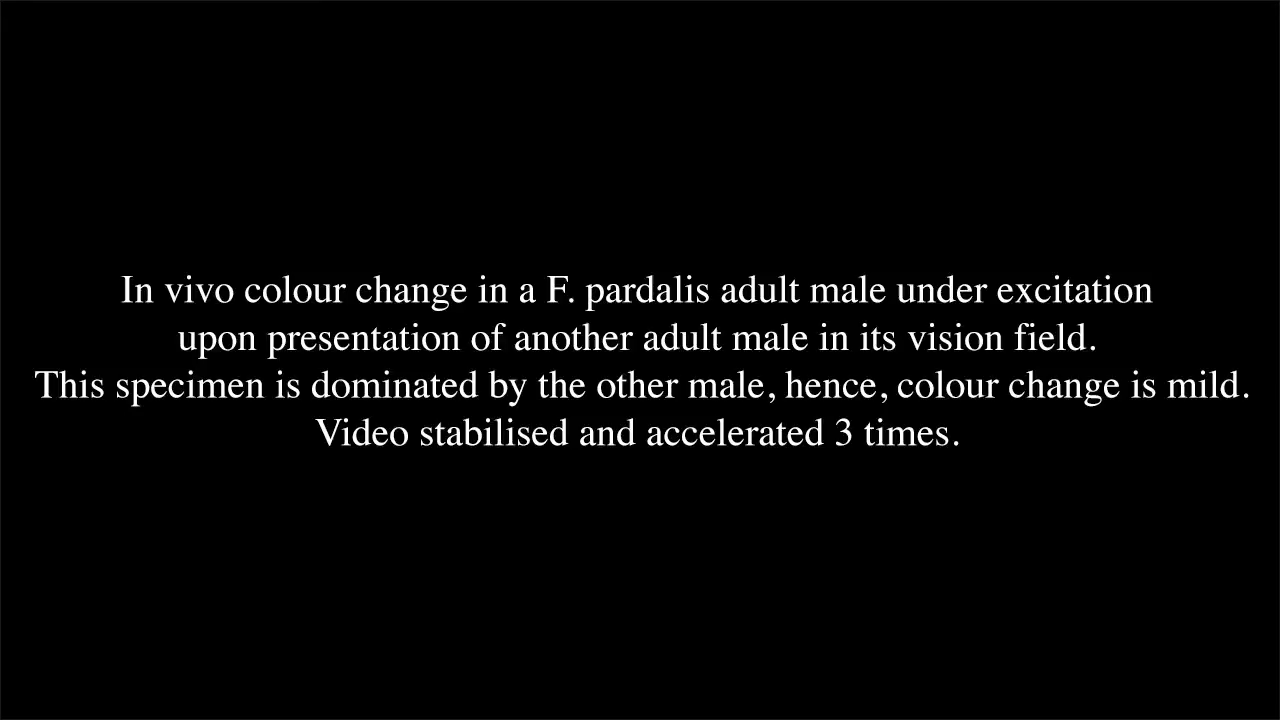 In vivo colour change in a F. pardalis adult male under excitation
upon presentation of another adult male in its vision field.
This specimen is dominated by the other male, hence, colour change is mild.
Video stabilised and accelerated 3 times.